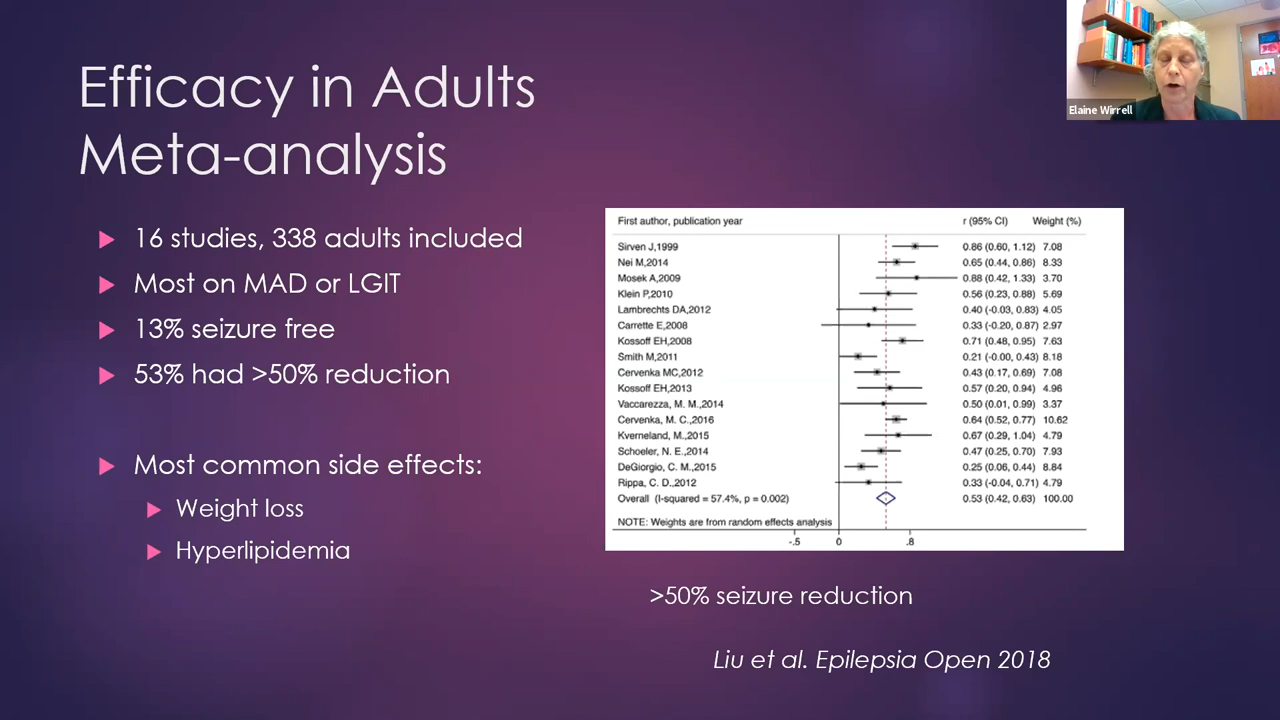 Efficacy in Adults
Meta-analysis
Elaine Wirrell
16 studies, 338 adults included
Most on MAD or LGIT
13% seizure free
53% had >50% reduction
Most common side effects:
Weight loss
Hyperlipidemia
First author, publication year r (95% CI) Weight (%)
Sirven J,1999 0.86 (0.60, 1.12) 7.08
Nei M,2014 0.65 (0.44, 0.86) 8.33
Mosek A,2009 0.88 (0.42, 1.33) 3.70
Klein P,2010 0.56 (0.23, 0.88) 5.69
Lambrechts DA,2012 0.40 (-0.03, 0.83) 4.05
Carrette E,2008 0.33 (-0.20, 0.87) 2.97
Kossoff EH,2008 0.71 (0.48, 0.95) 7.63
Smith M,2011 0.21 (-0.00, 0.43) 8.18
Cervenka MC,2012 0.43 (0.17, 0.69) 7.08
Kossoff EH,2013 0.57 (0.20, 0.94) 4.96
Vaccarezza, M. M.,2014 0.50 (0.01, 0.99) 3.37
Cervenka, M. C.,2016 0.64 (0.52, 0.77) 10.62
Kverneland, M.,2015 0.67 (0.29, 1.04) 4.79
Schoeler, N. E.,2014 0.47 (0.25, 0.70) 7.93
DeGiorgio, C. M.,2015 0.25 (0.06, 0.44) 8.84
Rippa, C. D.,2012 0.33 (-0.04, 0.71) 4.79
Overall (I-squared = 57.4%, p = 0.002) 0.53 (0.42, 0.63) 100.00
NOTE: Weights are from random effects analysis
-.5 0 .8
>50% seizure reduction
Liu et al. Epilepsia Open 2018